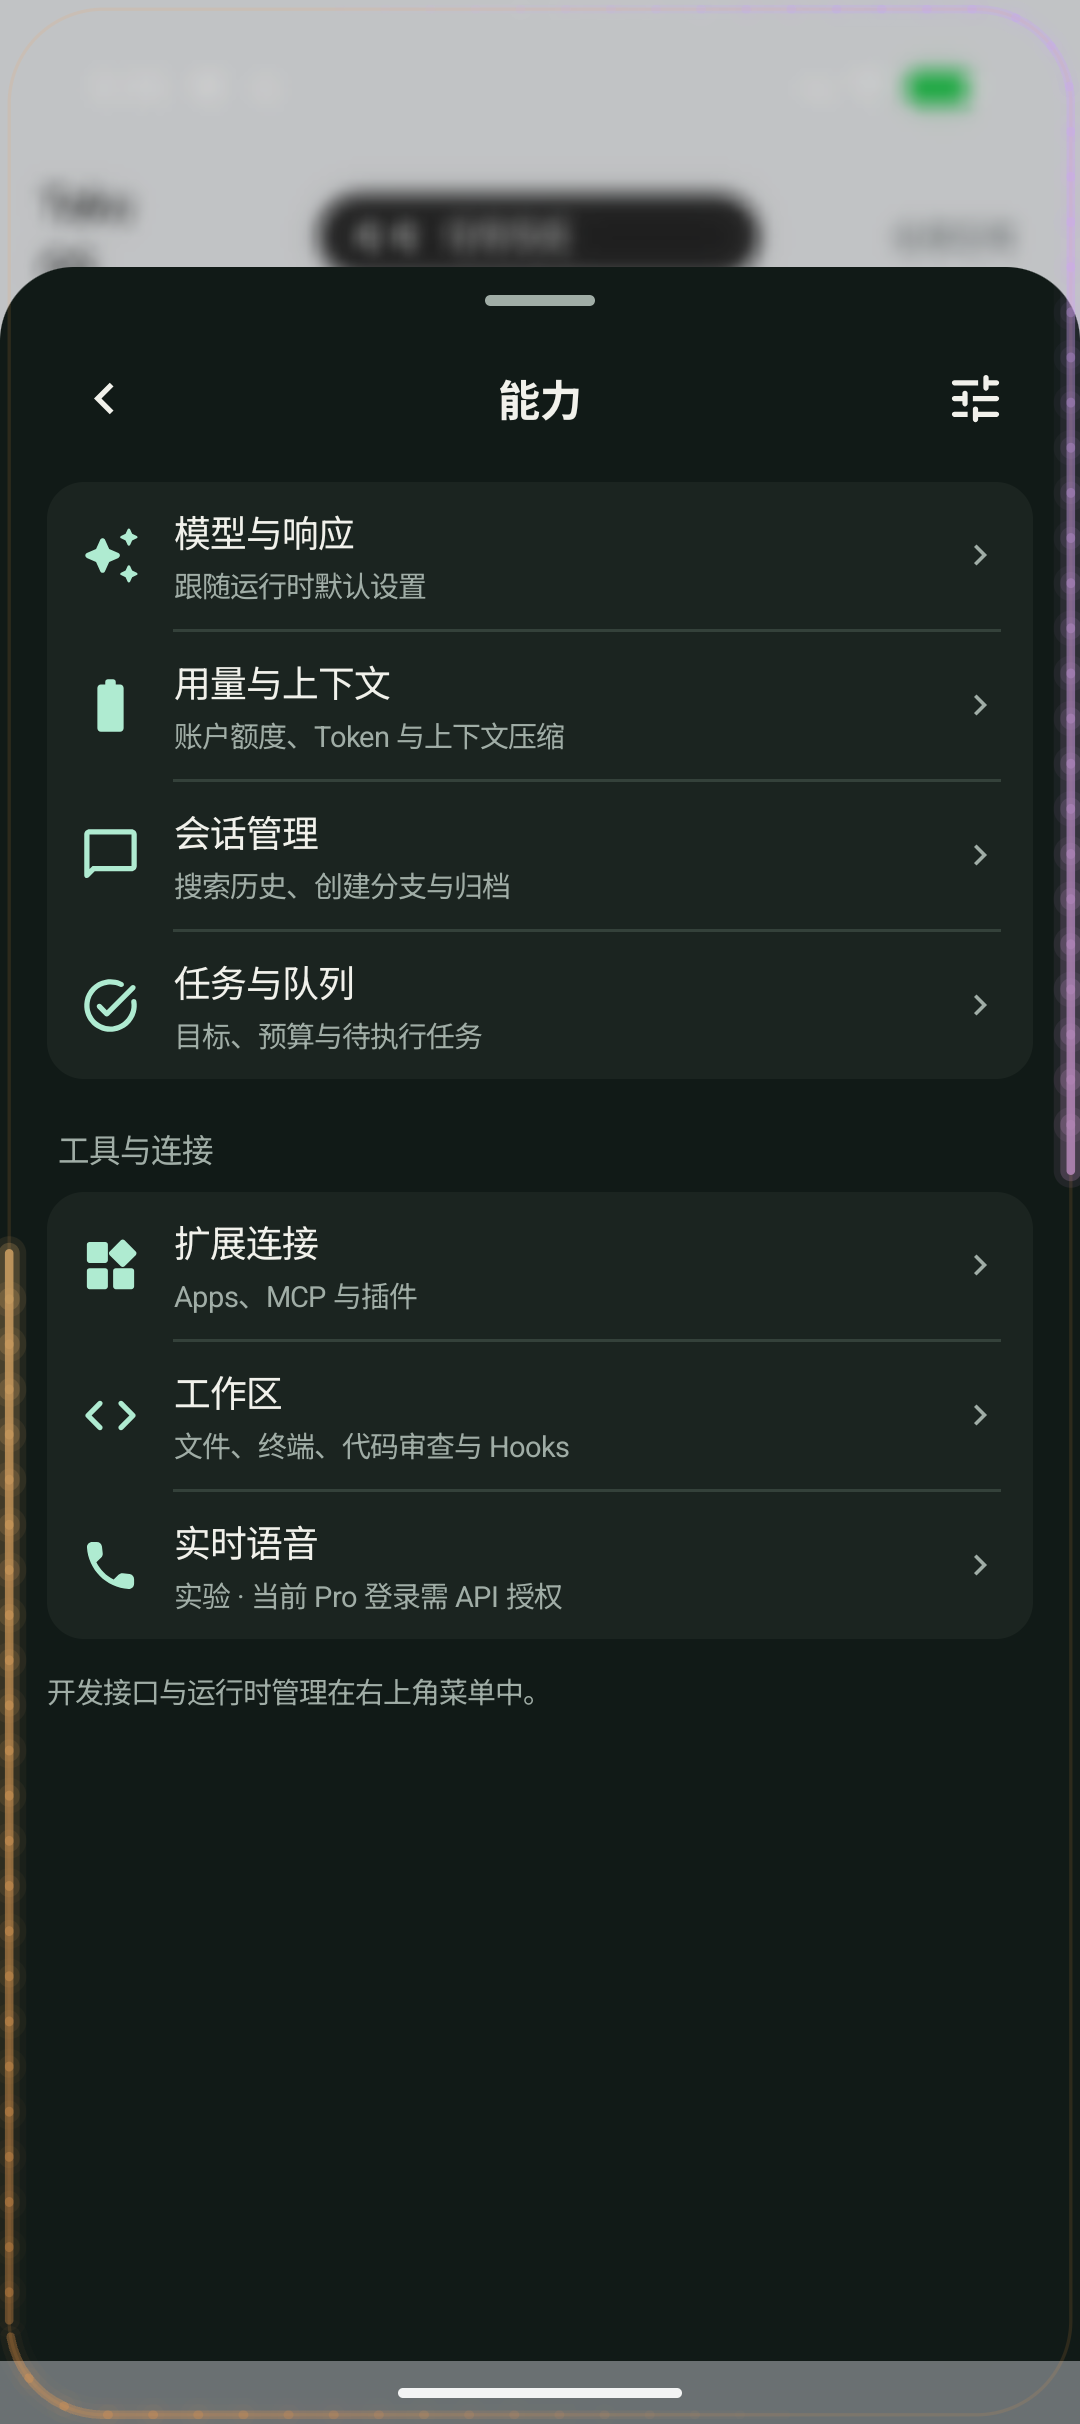 能力
模型与响应
跟随运行时默认设置
用量与上下文
账户额度、Token 与上下文压缩
会话管理
搜索历史、创建分支与归档
任务与队列
目标、预算与待执行任务
工具与连接
扩展连接
Apps、MCP 与插件
工作区
文件、终端、代码审查与 Hooks
实时语音
实验 · 当前 Pro 登录需 API 授权
开发接口与运行时管理在右上角菜单中。